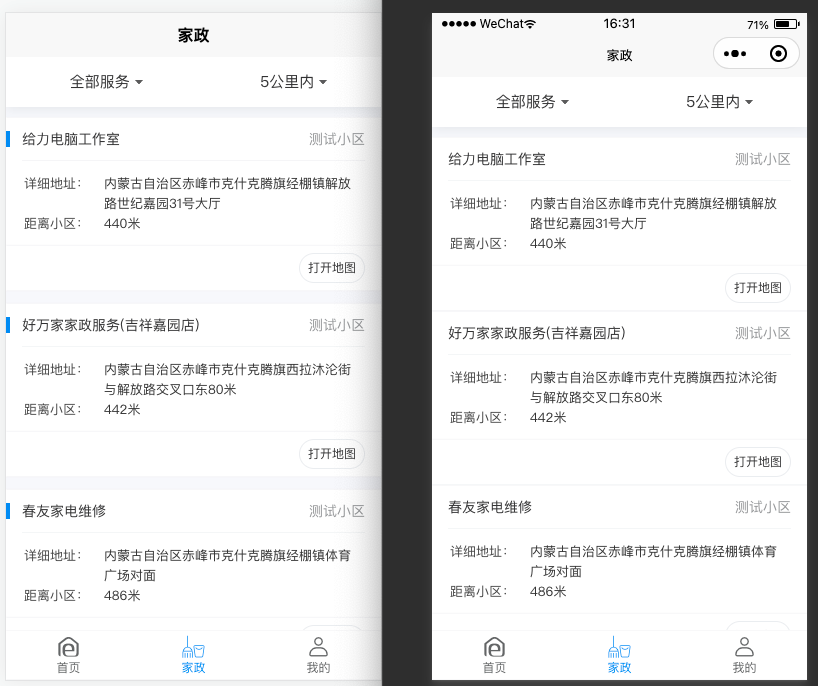 家政
全部服务
5公里内
给力电脑工作室
测试小区
详细地址:
内蒙古自治区赤峰市克什克腾旗经棚镇解放
路世纪嘉园31号大厅
距离小区:
440米
打开地图
好万家家政服务(吉祥嘉园店)
测试小区
详细地址:
内蒙古自治区赤峰市克什克腾旗西拉沐沦街
与解放路交叉口东80米
距离小区:
442米
打开地图
春友家电维修
测试小区
详细地址:
内蒙古自治区赤峰市克什克腾旗经棚镇体育
广场对面
距离小区:
486米
首页
家政
我的
WeChat
16:31
71%
家政
全部服务
5公里内
给力电脑工作室
测试小区
详细地址:
内蒙古自治区赤峰市克什克腾旗经棚镇解放
路世纪嘉园31号大厅
距离小区:
440米
打开地图
好万家家政服务(吉祥嘉园店)
测试小区
详细地址:
内蒙古自治区赤峰市克什克腾旗西拉沐沦街
与解放路交叉口东80米
距离小区:
442米
打开地图
春友家电维修
测试小区
详细地址:
内蒙古自治区赤峰市克什克腾旗经棚镇体育
广场对面
距离小区:
486米
首页
家政
我的